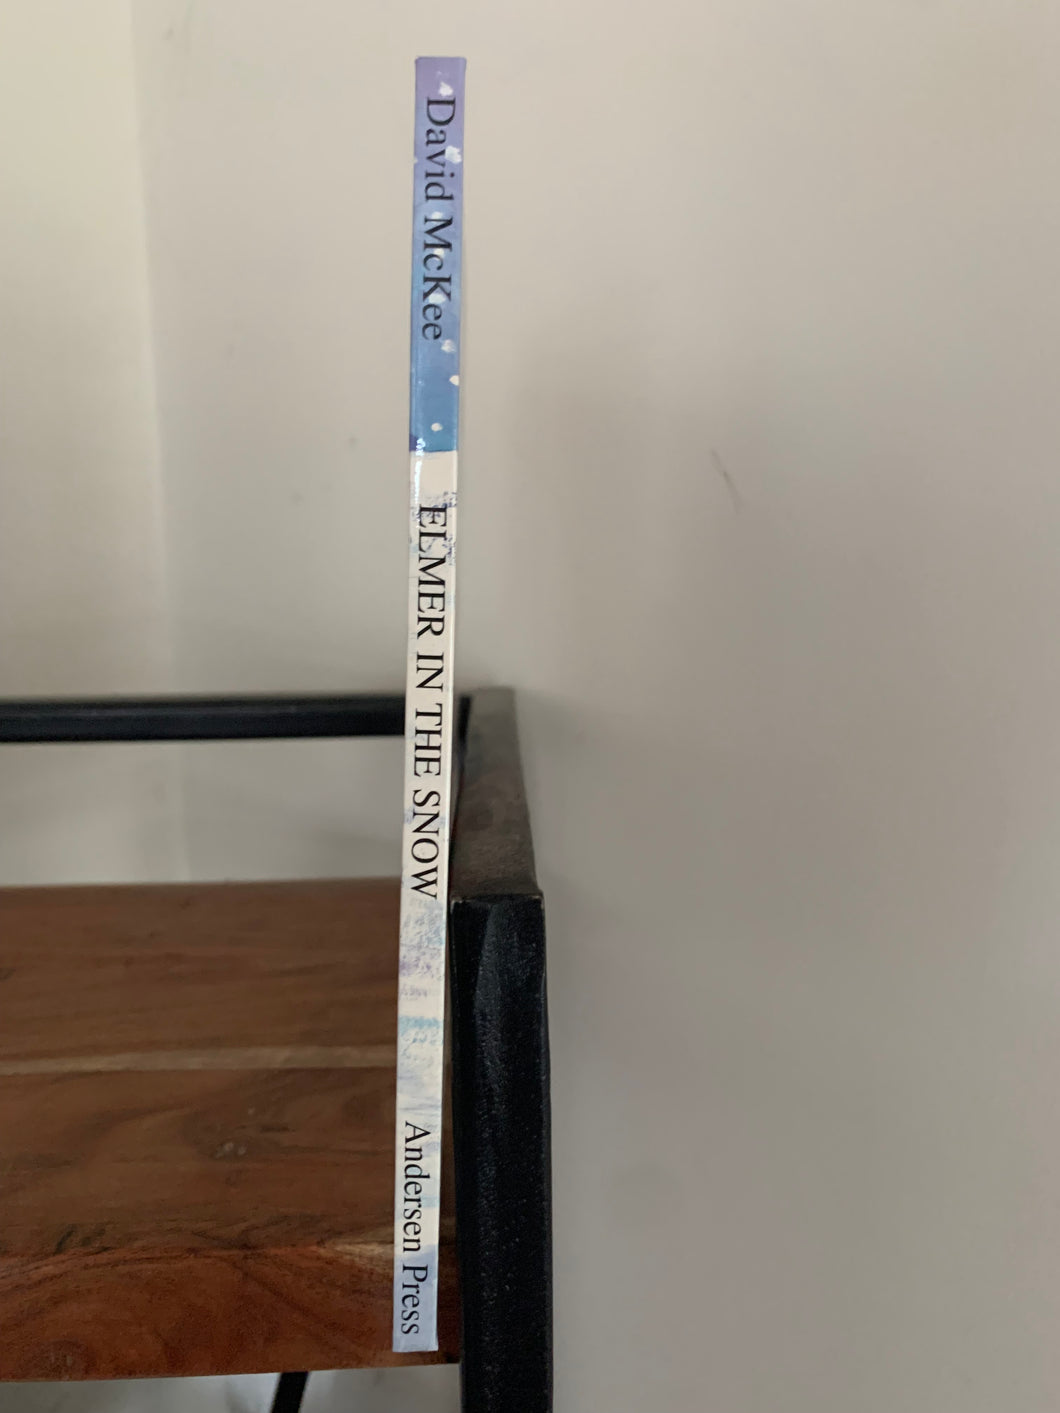 David McKee
ELMER IN THE SNOW
Andersen Press